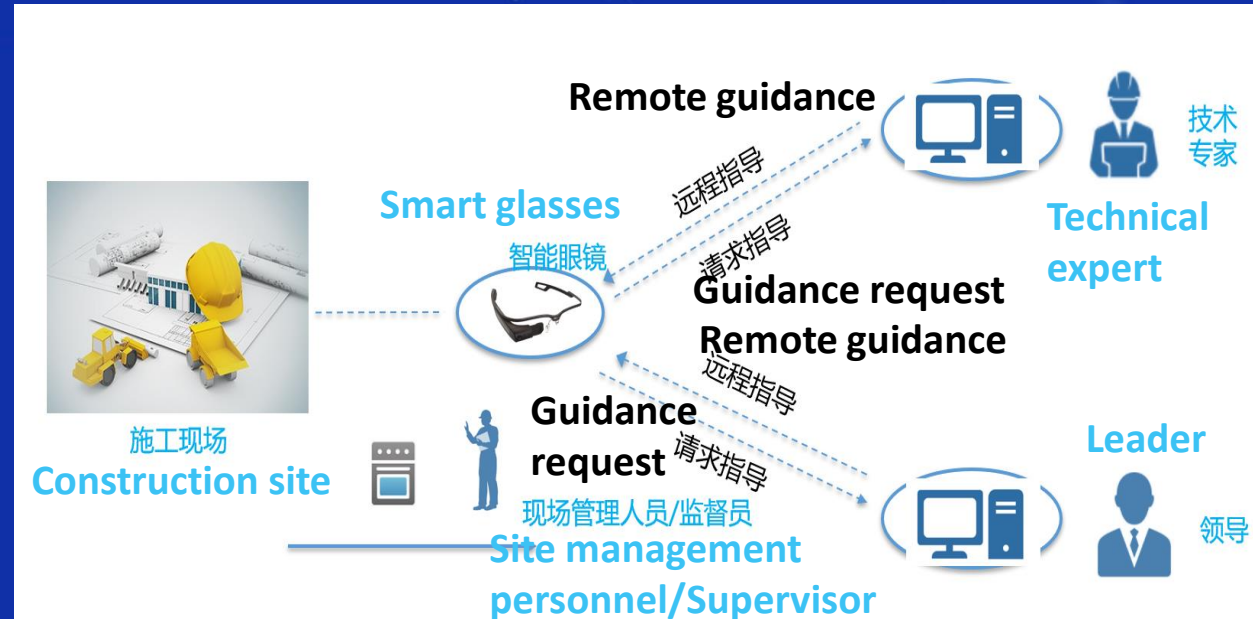 Remote guidance
远程指导
技术
专家
Smart glasses
智能眼镜
请求指导
Technical
expert
Guidance request
Remote guidance
远程指导
施工现场
Construction site
Guidance
request
请求指导
现场管理人员/监督员
Site management
personnel/Supervisor
Leader
领导